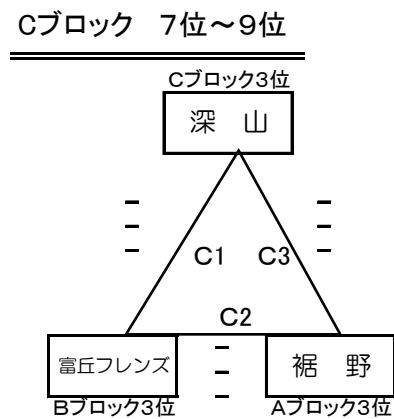 Cブロック　7位～9位
Cブロック3位
深　山
C1
C3
C2
富丘フレンズ
裾　野
Bブロック3位
Aブロック3位